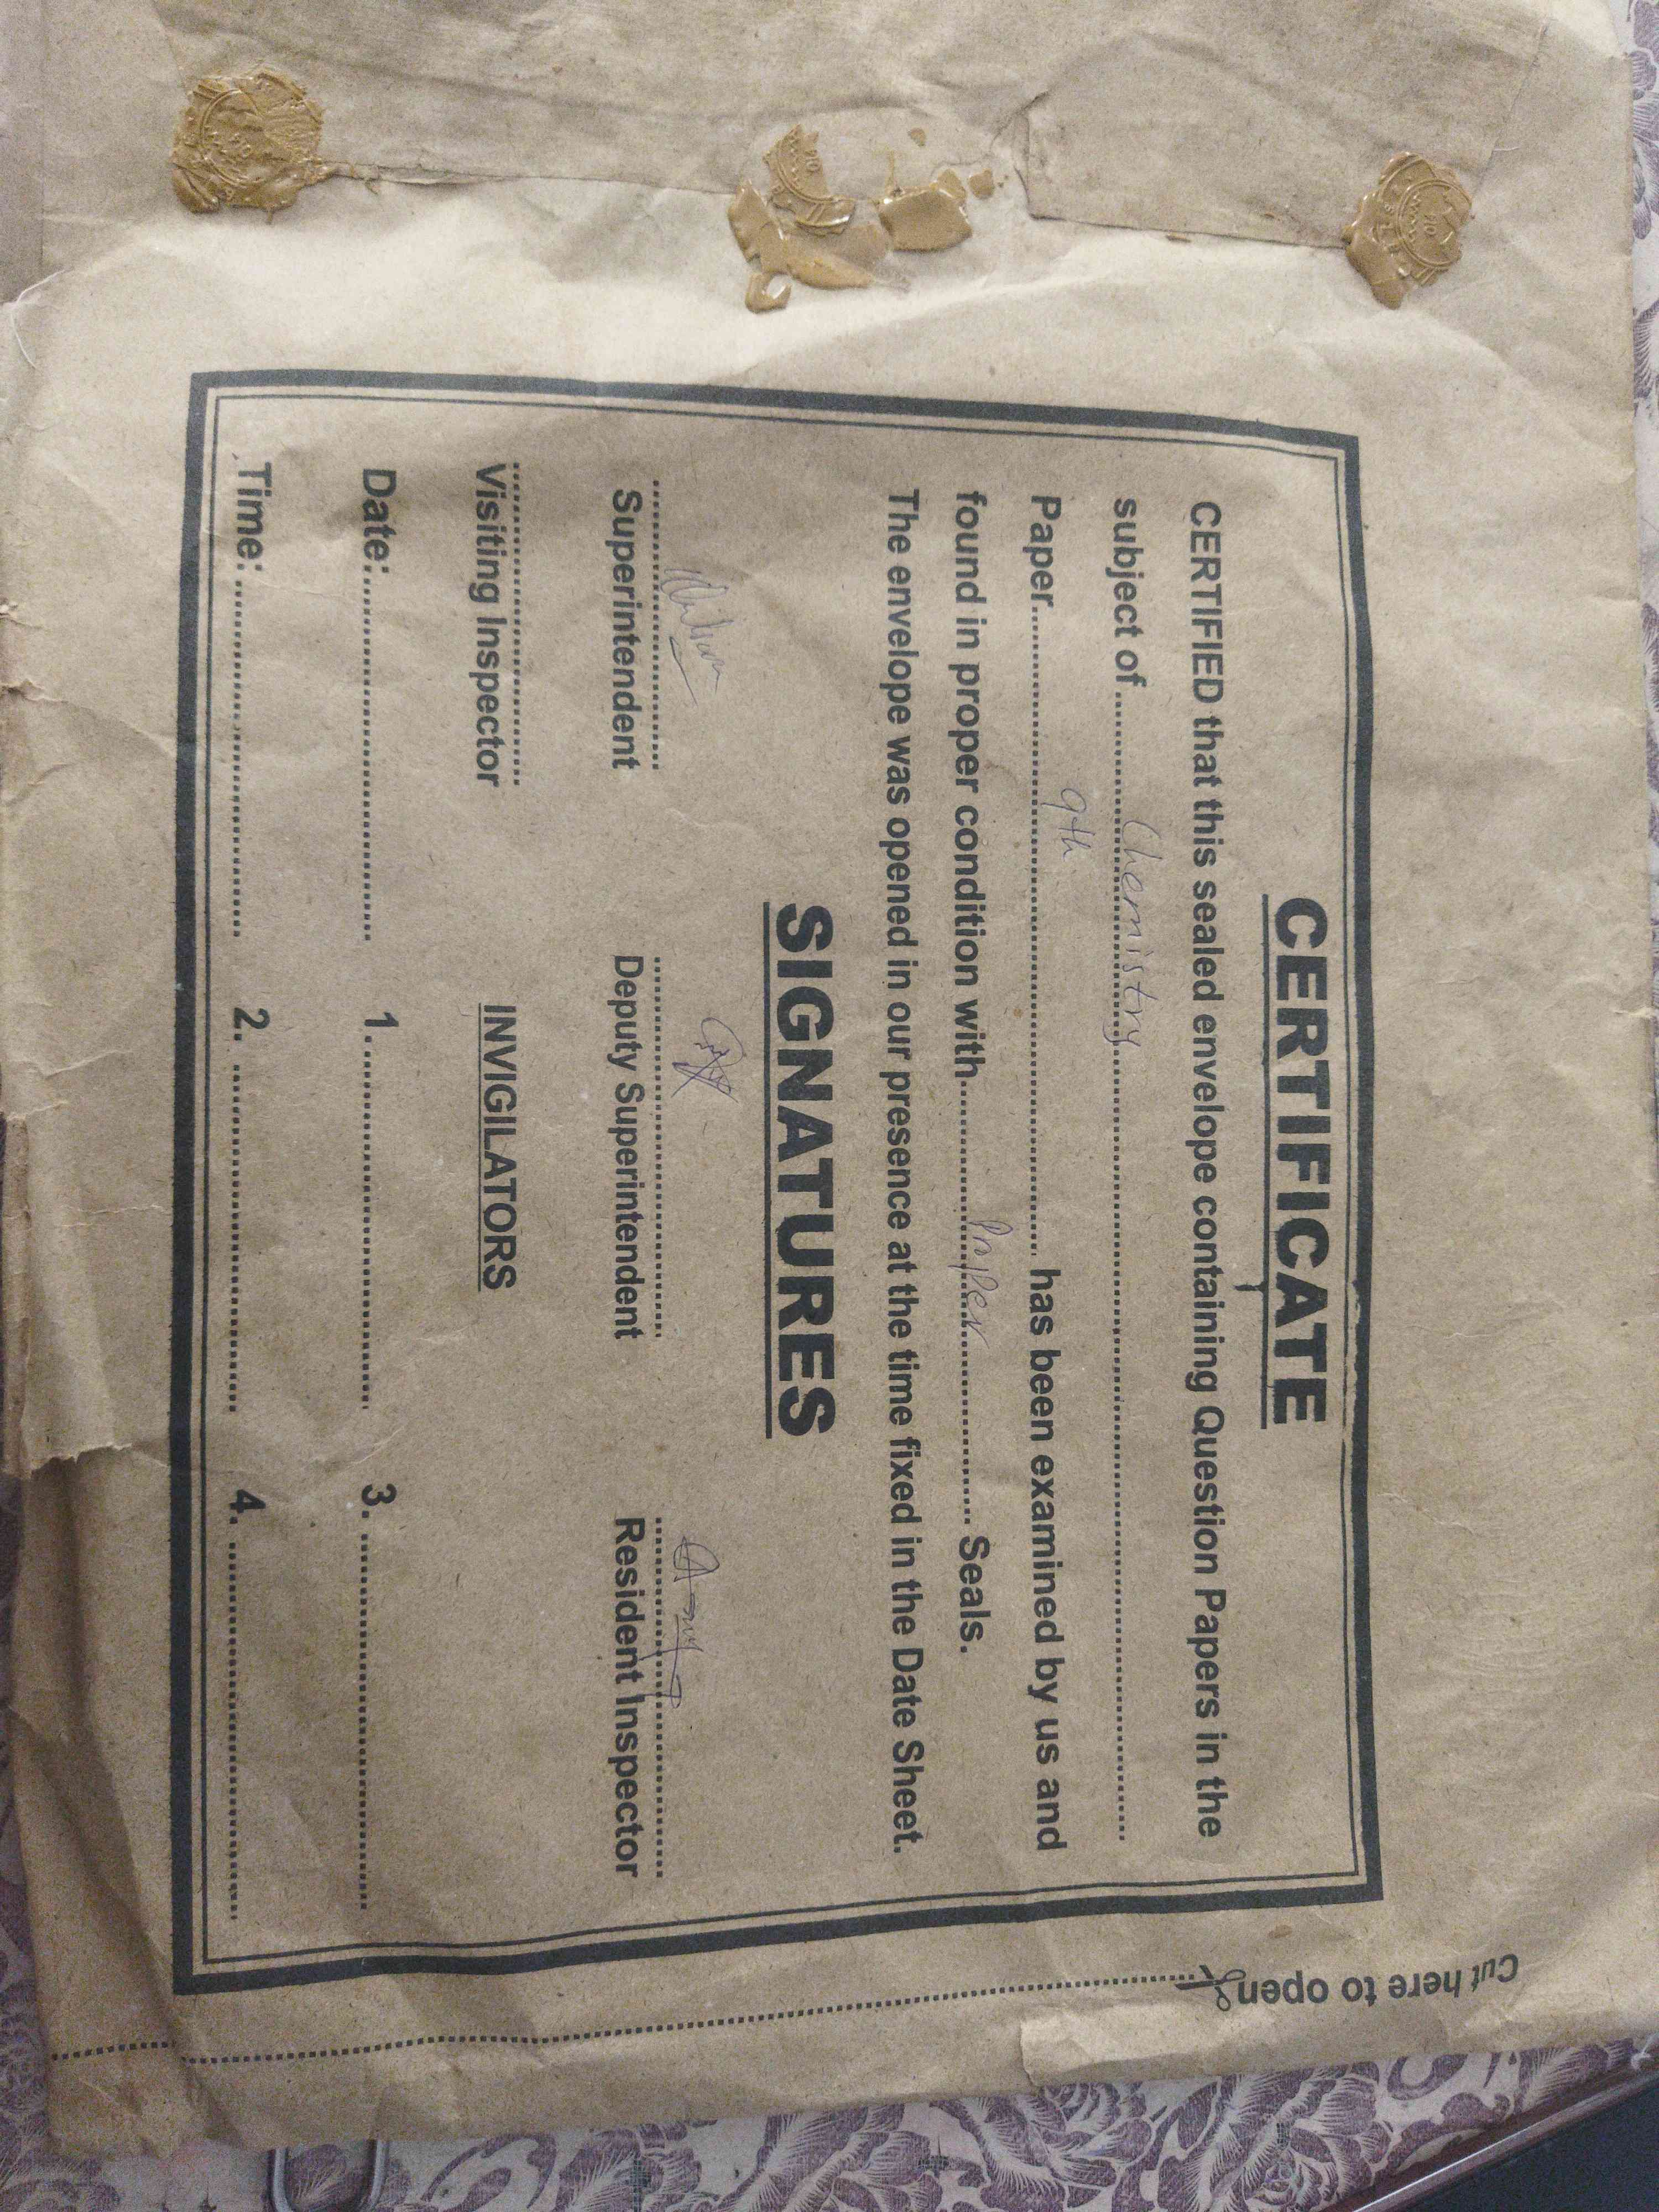 CERTIFICATE
CERTIFIED that this sealed envelope containing Question Papers in the
subject of.......... Chemistry ..........
Paper.......... 9th .......... has been examined by us and
found in proper condition with.......... Proper .......... Seals.
The envelope was opened in our presence at the time fixed in the Date Sheet.
SIGNATURES
Superintendent Deputy Superintendent Resident Inspector
Visiting Inspector INVIGILATORS
Date:.......... 1. .......... 3. ..........
Time: .......... 2. .......... 4. ..........
Cut here to open